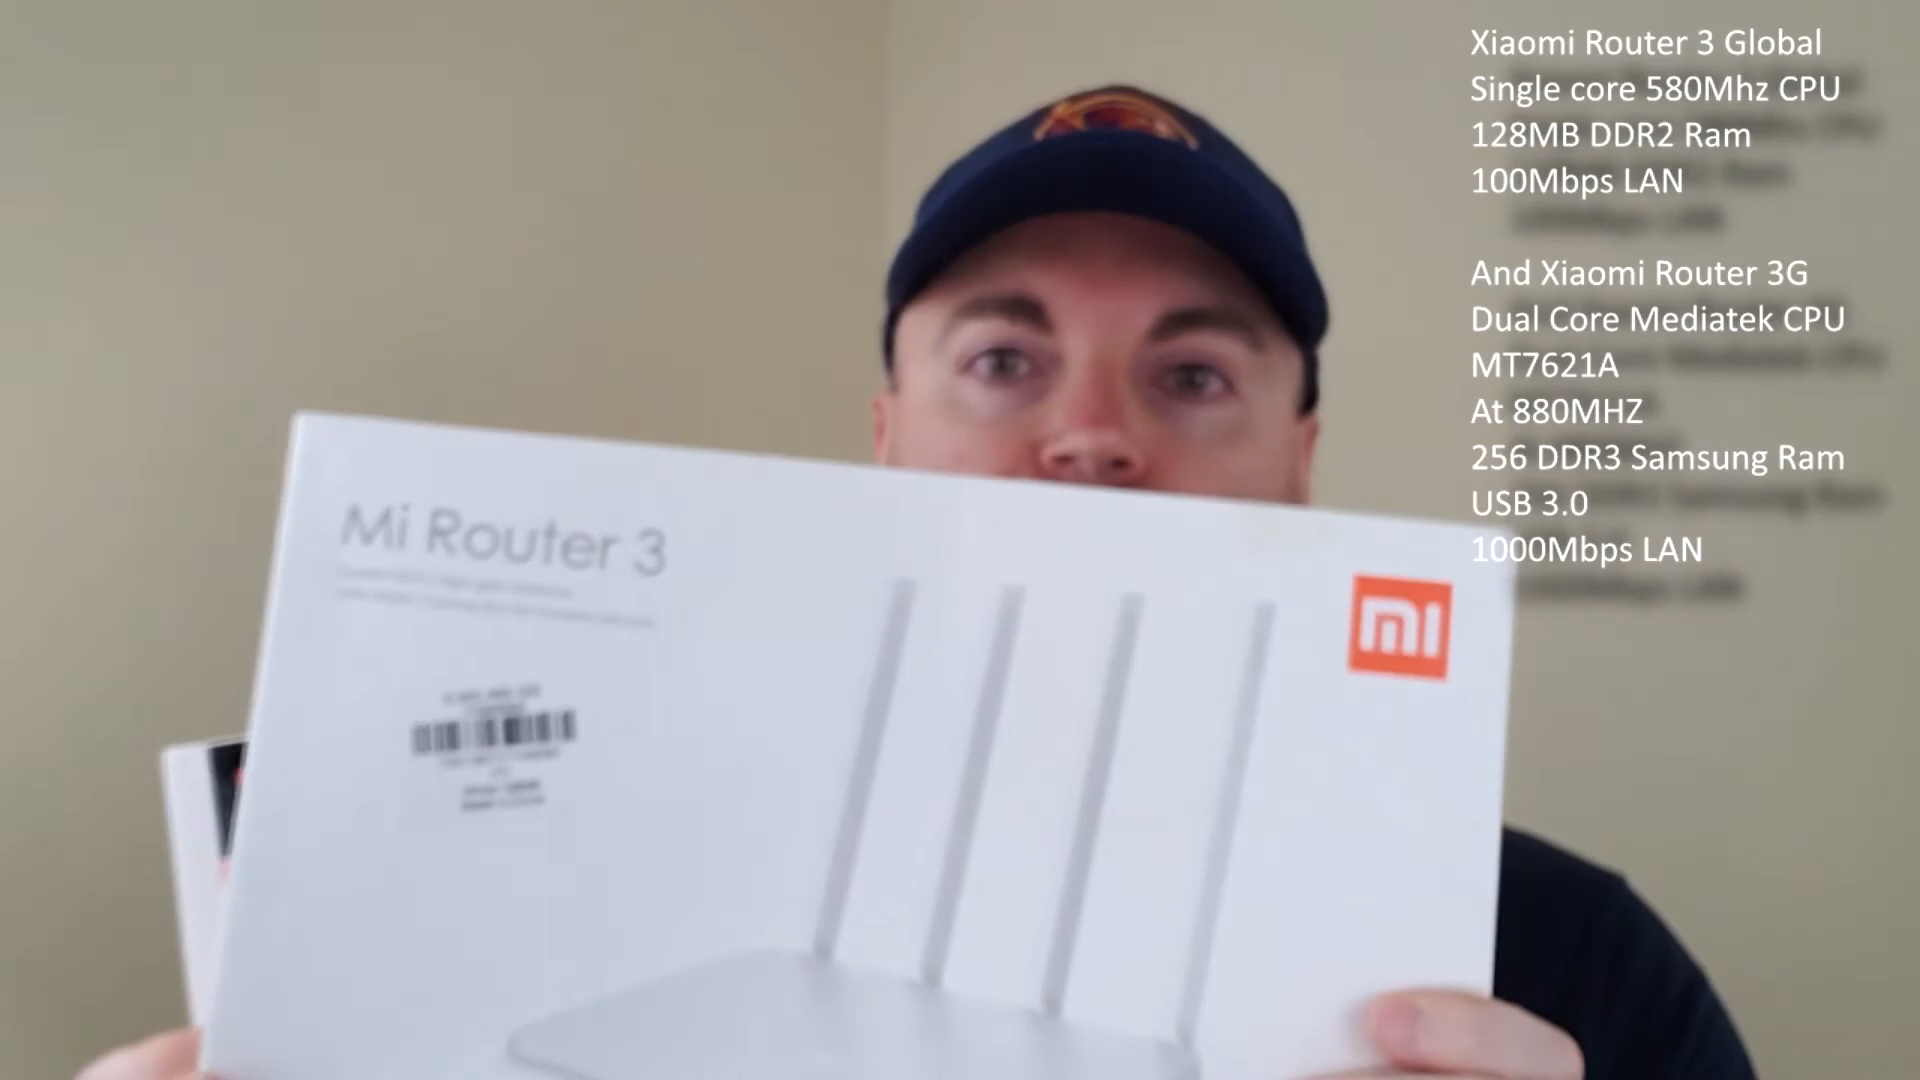 Xiaomi Router 3 Global
Single core 580Mhz CPU
128MB DDR2 Ram
100Mbps LAN
And Xiaomi Router 3G
Dual Core Mediatek CPU
MT7621A
At 880MHZ
256 DDR3 Samsung Ram
USB 3.0
1000Mbps LAN
Mi Router 3
mi